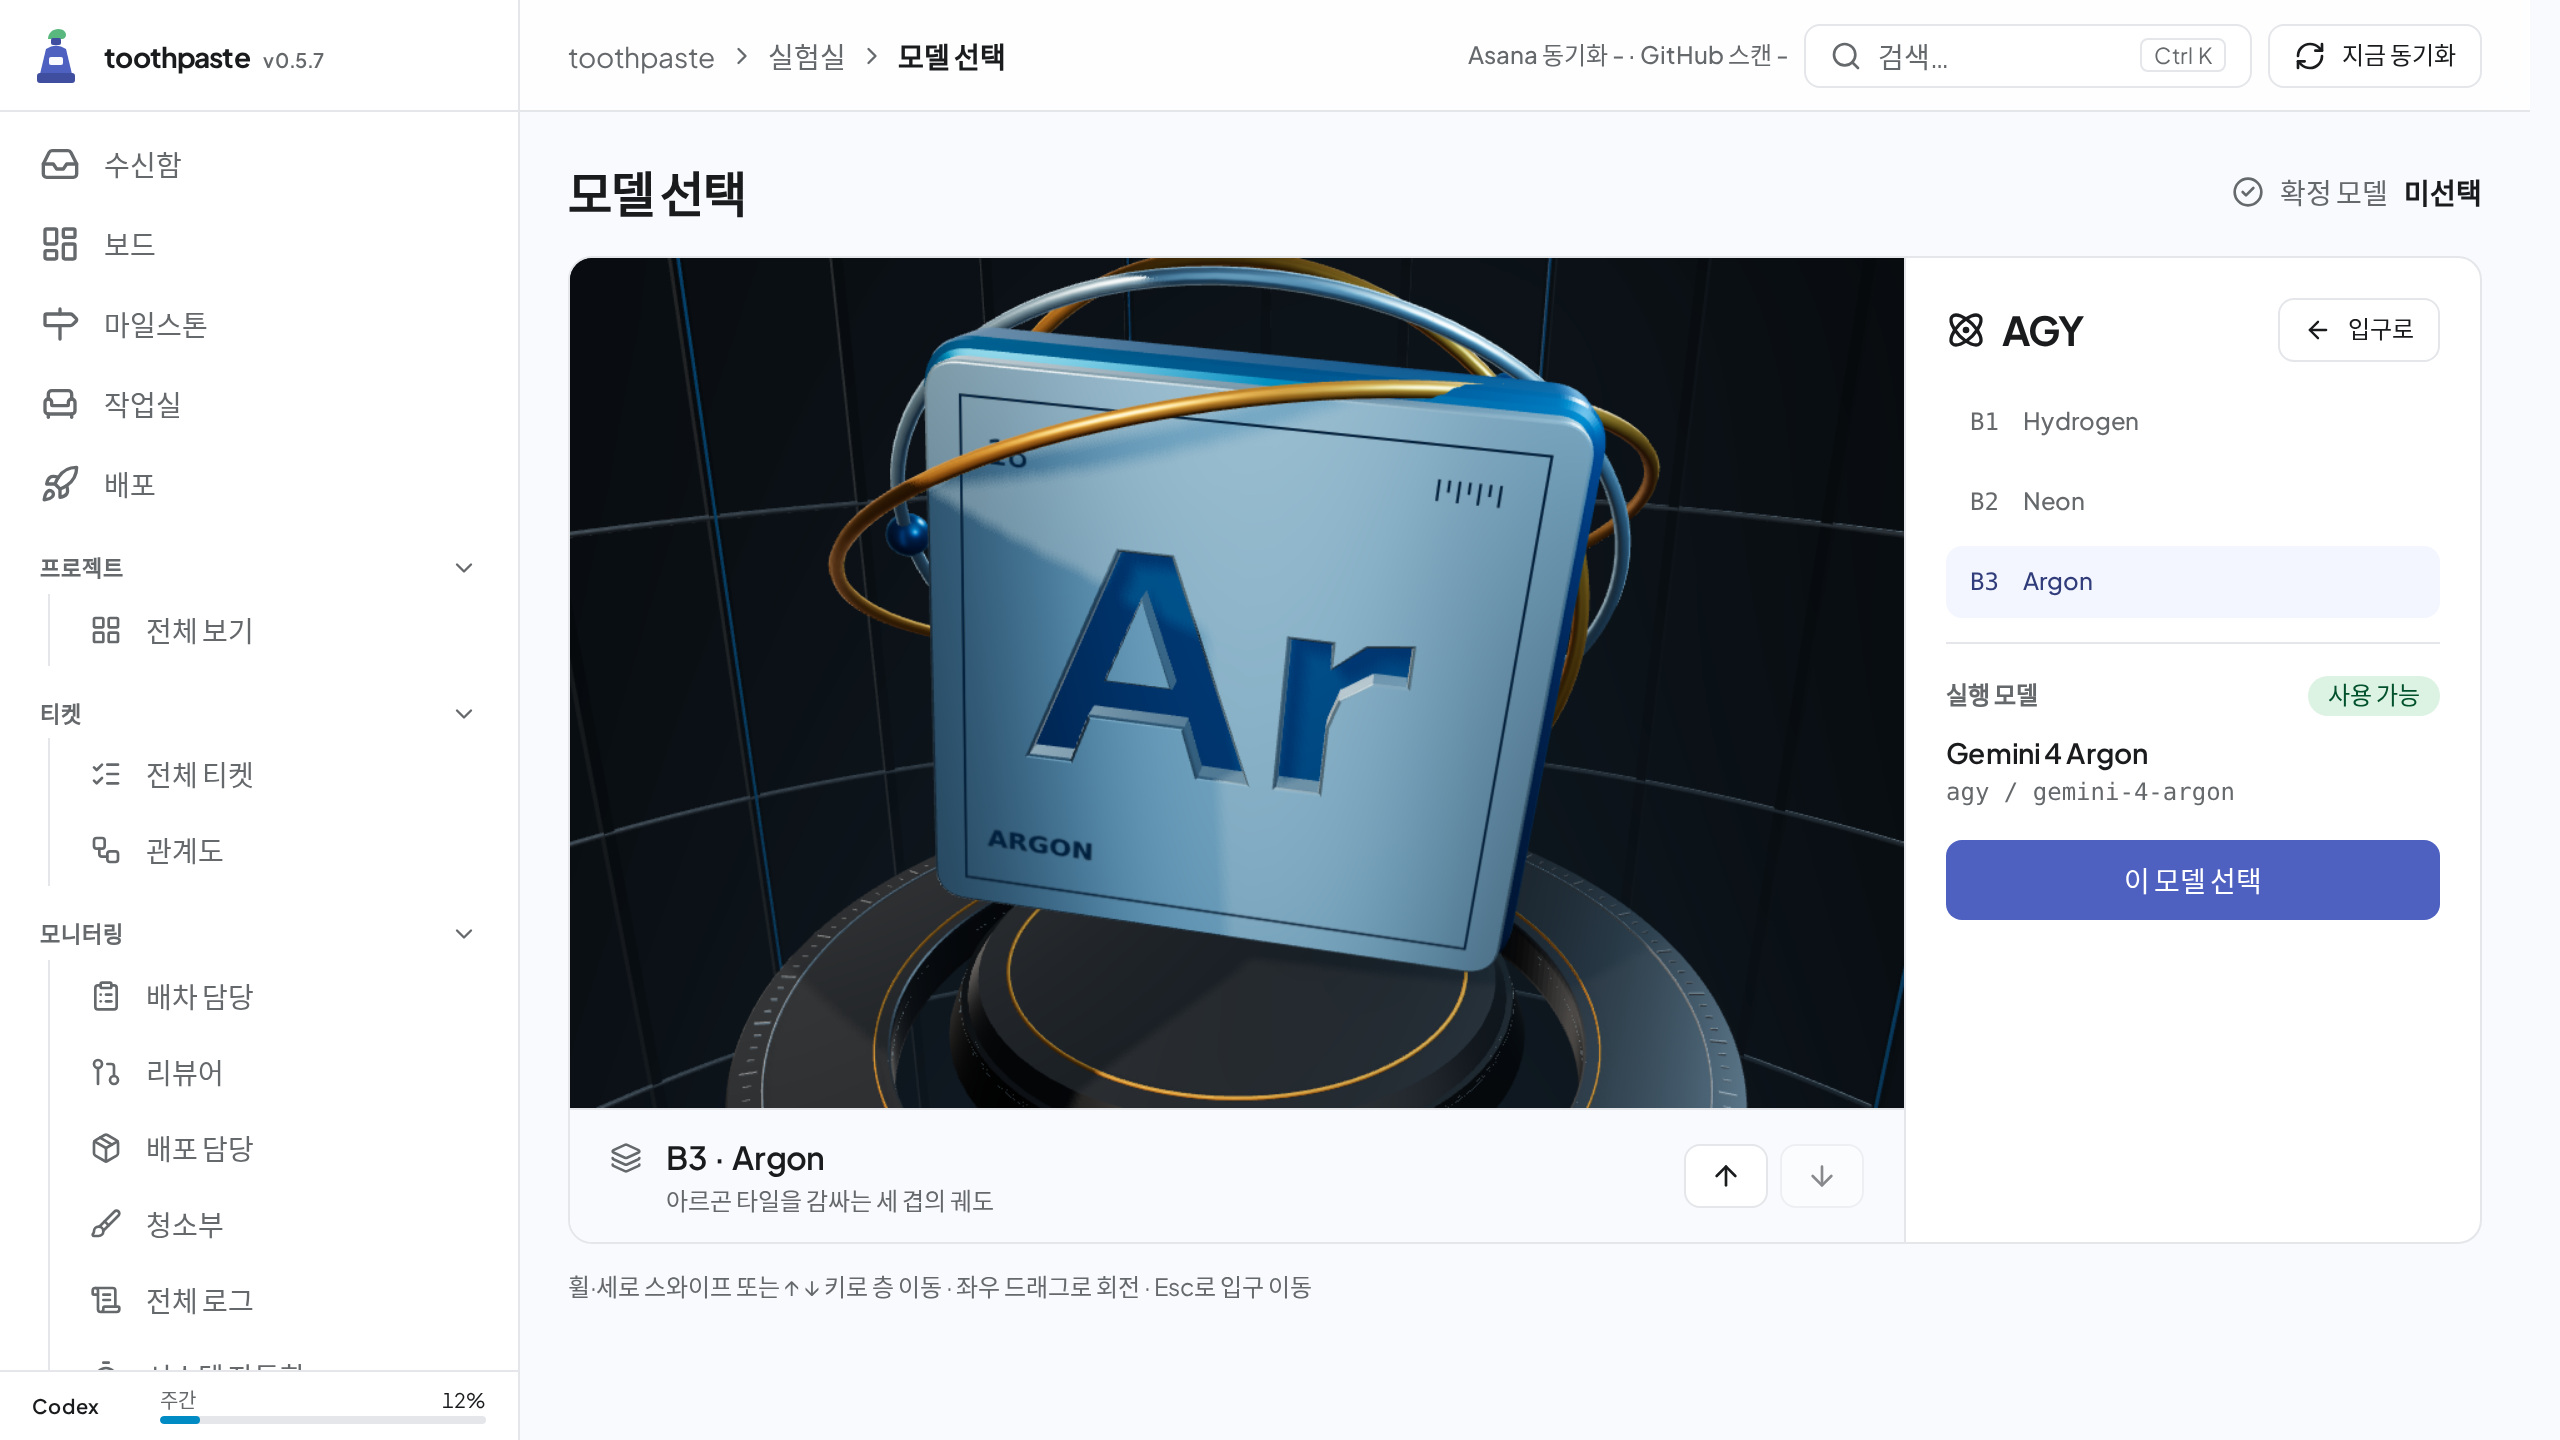 toothpaste v0.5.7
수신함
보드
마일스톤
작업실
배포
프로젝트
전체 보기
티켓
전체 티켓
관계도
모니터링
배차 담당
리뷰어
배포 담당
청소부
전체 로그
Codex 주간 12%
toothpaste > 실험실 > 모델 선택
Asana 동기화 - · GitHub 스캔 -
검색... Ctrl K
지금 동기화
모델 선택
확정 모델 미선택
Ar
ARGON
B3 · Argon
아르곤 타일을 감싸는 세 겹의 궤도
휠·세로 스와이프 또는 ↑ ↓ 키로 층 이동 · 좌우 드래그로 회전 · Esc로 입구 이동
AGY
← 입구로
B1 Hydrogen
B2 Neon
B3 Argon
실행 모델 사용 가능
Gemini 4 Argon
agy / gemini-4-argon
이 모델 선택